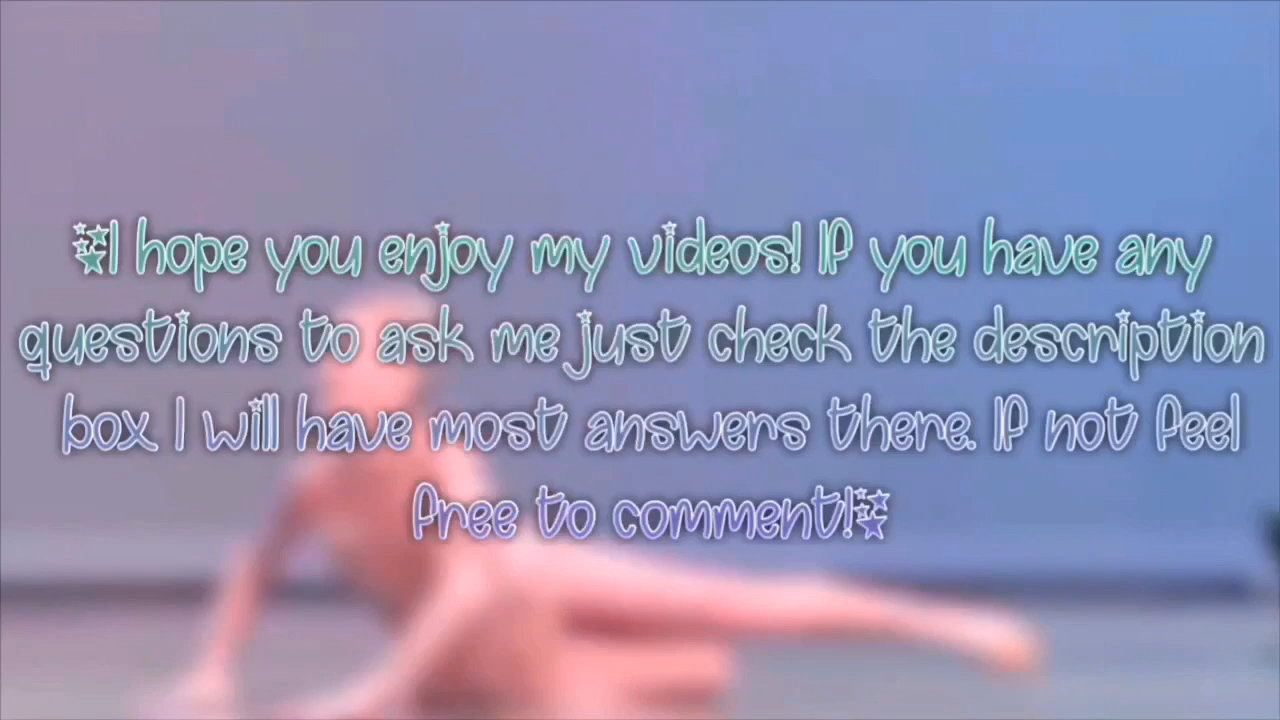 I hope you enjoy my videos! If you have any
questions to ask me just check the description
box I will have most answers there. If not feel
free to comment!